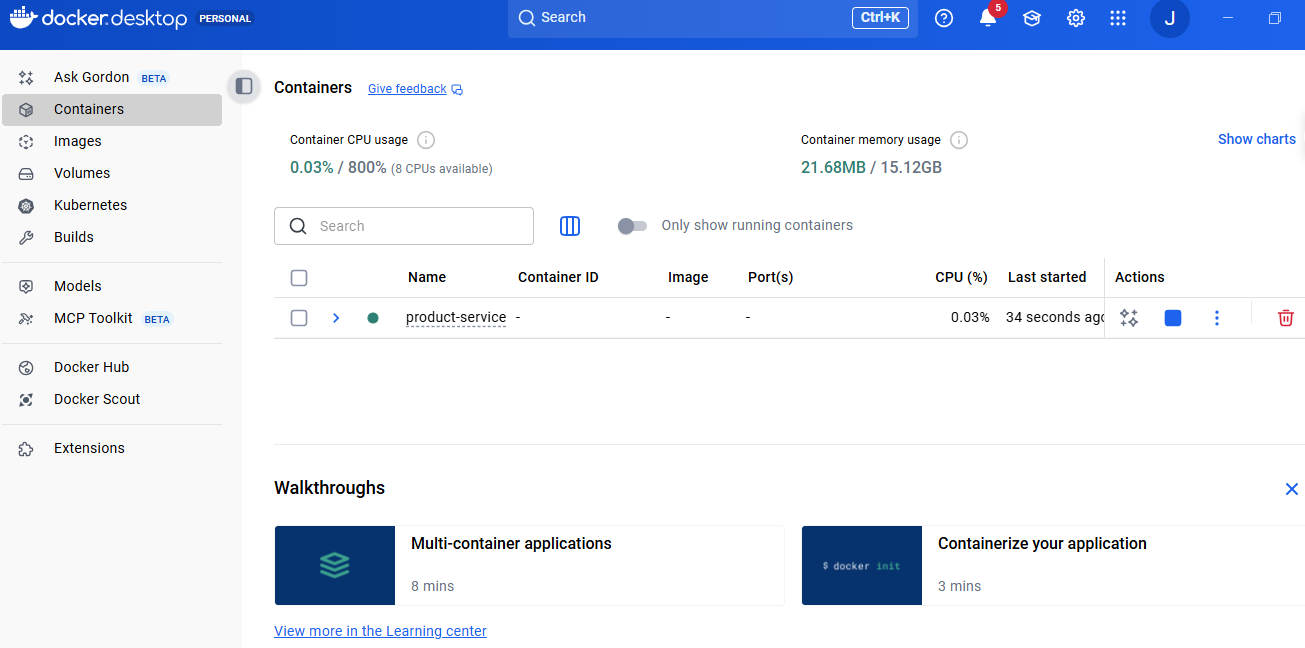 docker.desktop PERSONAL Search Ctrl+K 5 J
Ask Gordon BETA
Containers
Images
Volumes
Kubernetes
Builds
Models
MCP Toolkit BETA
Docker Hub
Docker Scout
Extensions
Containers Give feedback
Container CPU usage
0.03% / 800% (8 CPUs available)
Container memory usage
21.68MB / 15.12GB
Show charts
Search
Only show running containers
Name Container ID Image Port(s) CPU (%) Last started Actions
product-service - - - 0.03% 34 seconds ago
Walkthroughs
Multi-container applications
8 mins
$ docker init
Containerize your application
3 mins
View more in the Learning center